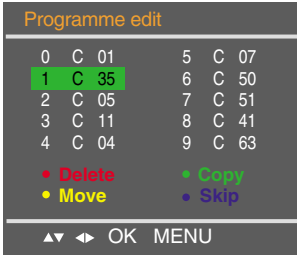 Programme edit
0 C 01 5 C 07
1 C 35 6 C 50
2 C 05 7 C 51
3 C 11 8 C 41
4 C 04 9 C 63
• Delete • Copy
• Move • Skip
▲▼ ◀▶ OK MENU